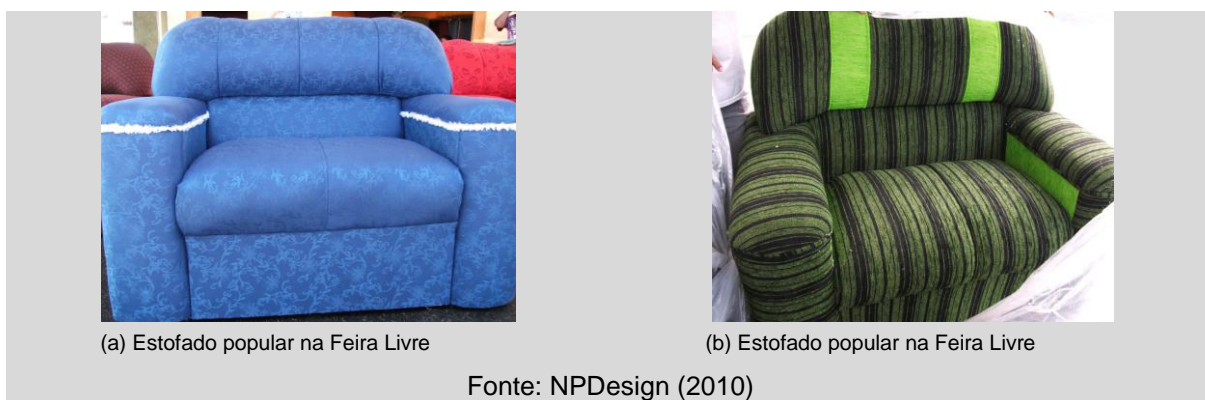 (a) Estofado popular na Feira Livre
(b) Estofado popular na Feira Livre
Fonte: NPDesign (2010)